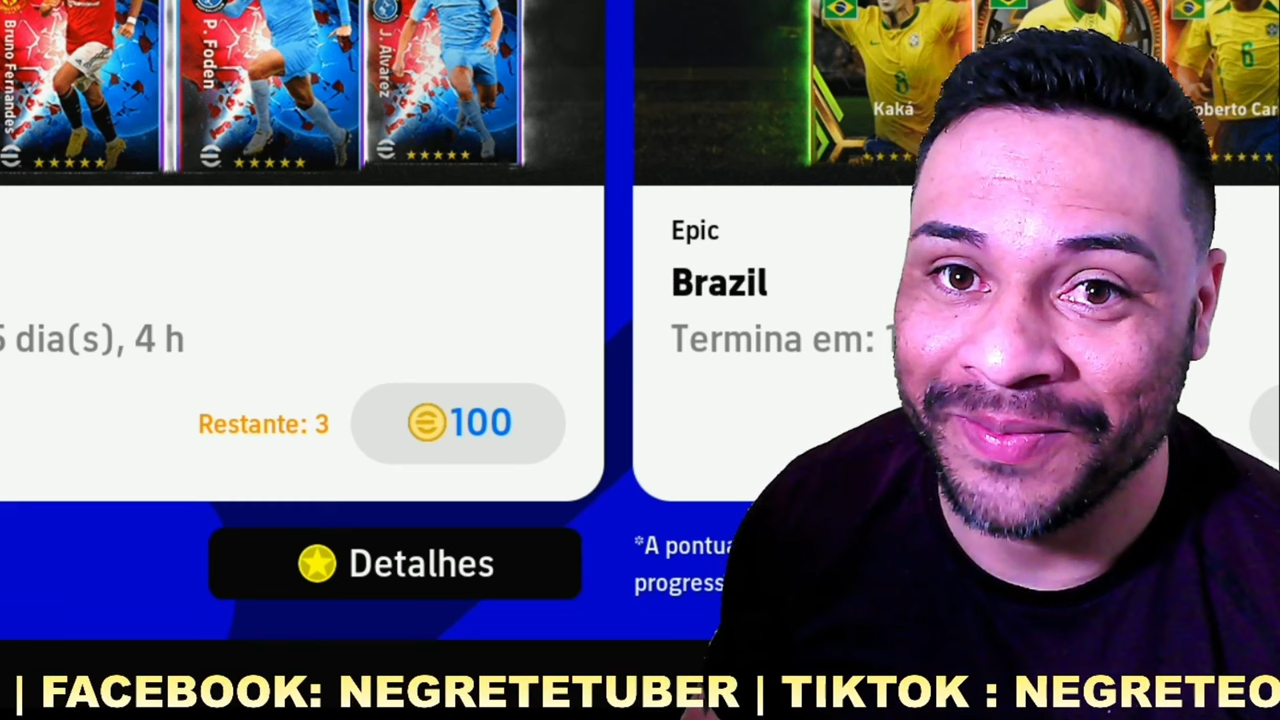 Bruno Fernandes
P. Foden
J. Alvarez
Kaká
oberto Car
Epic
Brazil
5 dia(s), 4 h
Termina em: 1
Restante: 3
100
Detalhes
*A pontua
progress
| FACEBOOK: NEGRETETUBER | TIKTOK : NEGRETEO